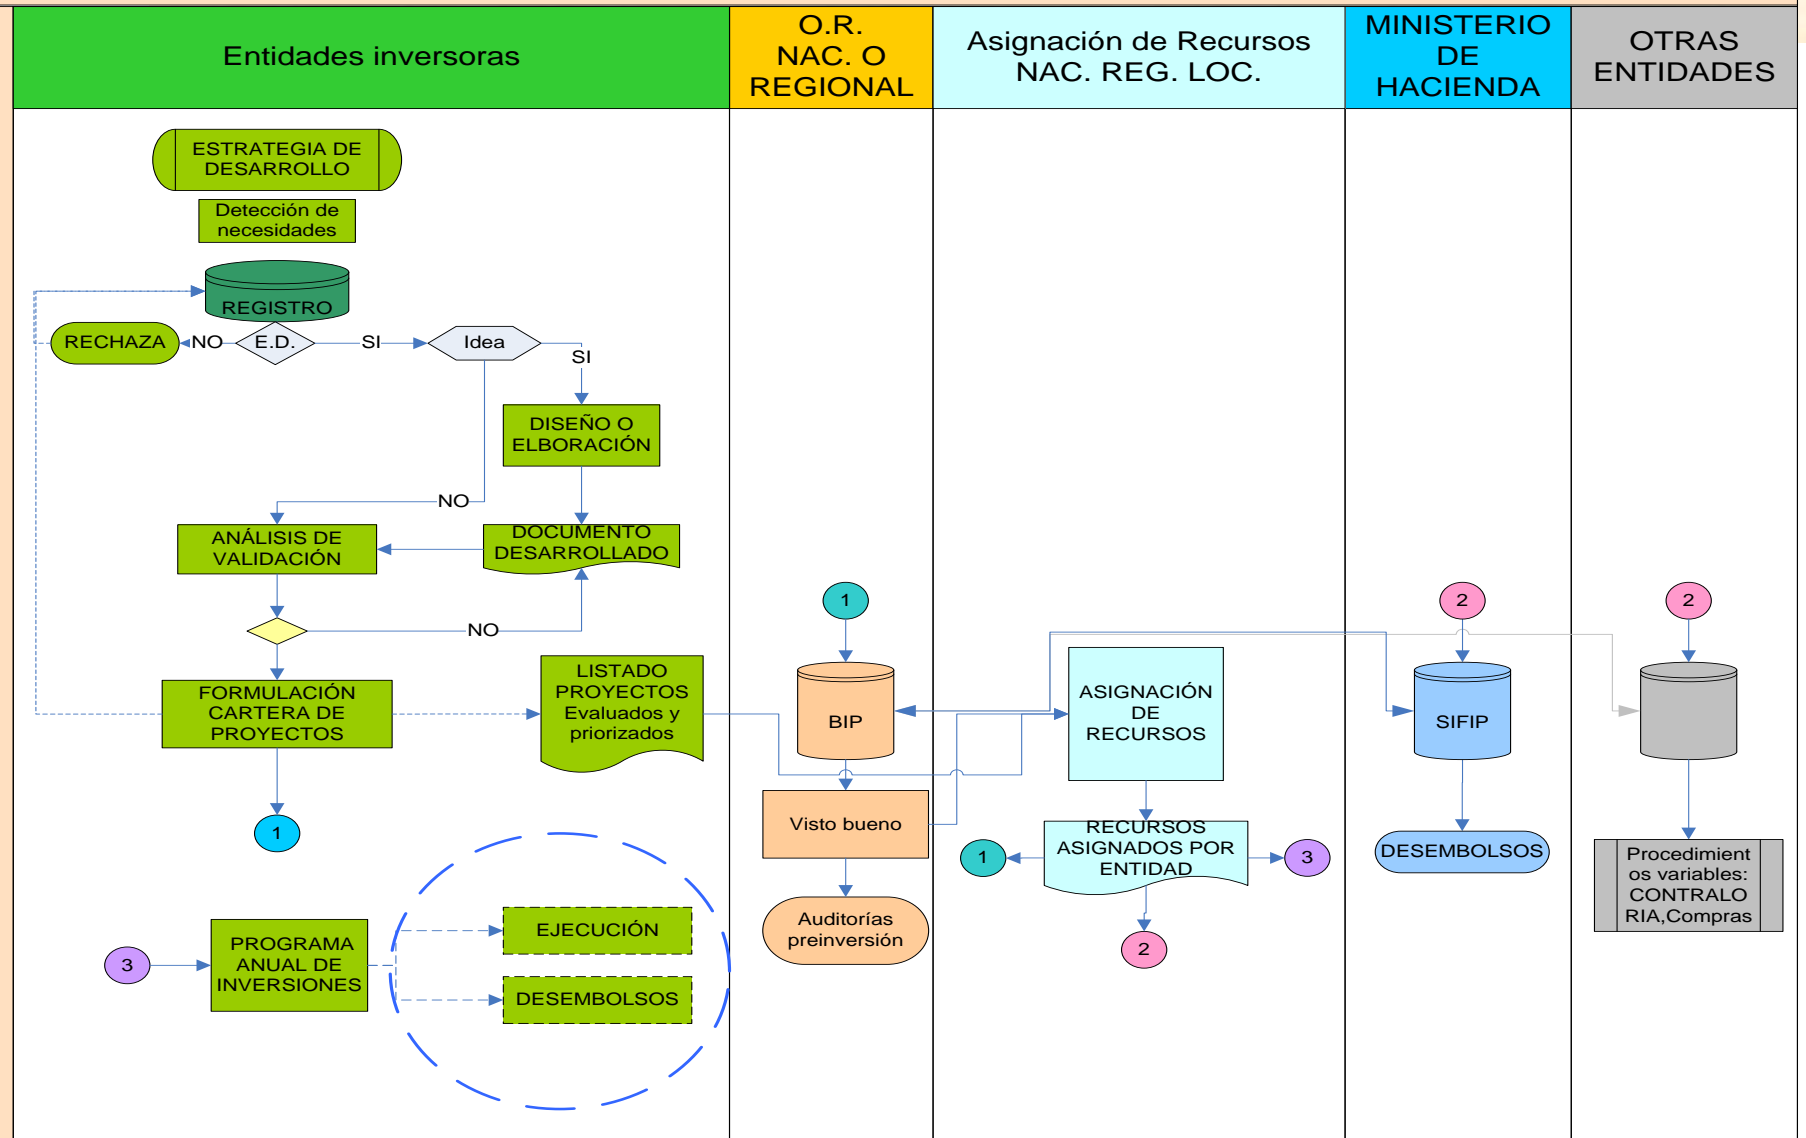 Entidades inversoras
O.R.
NAC. O
REGIONAL
Asignación de Recursos
NAC. REG. LOC.
MINISTERIO
DE
HACIENDA
OTRAS
ENTIDADES
ESTRATEGIA DE
DESARROLLO
Detección de
necesidades
REGISTRO
RECHAZA
NO
E.D.
SI
Idea
SI
DISEÑO O
ELBORACIÓN
NO
ANÁLISIS DE
VALIDACIÓN
DOCUMENTO
DESARROLLADO
NO
FORMULACIÓN
CARTERA DE
PROYECTOS
LISTADO
PROYECTOS
Evaluados y
priorizados
1
3
PROGRAMA
ANUAL DE
INVERSIONES
EJECUCIÓN
DESEMBOLSOS
1
BIP
Visto bueno
Auditorías
preinversión
ASIGNACIÓN
DE
RECURSOS
RECURSOS
ASIGNADOS POR
ENTIDAD
1
3
2
2
SIFIP
DESEMBOLSOS
2
Procedimient
os variables:
CONTRALO
RIA,Compras